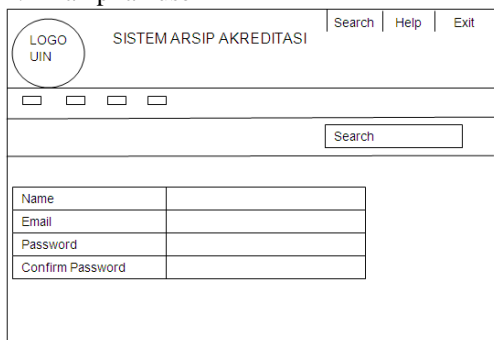 Search Help Exit
LOGO
UIN
SISTEM ARSIP AKREDITASI
Search
Name
Email
Password
Confirm Password